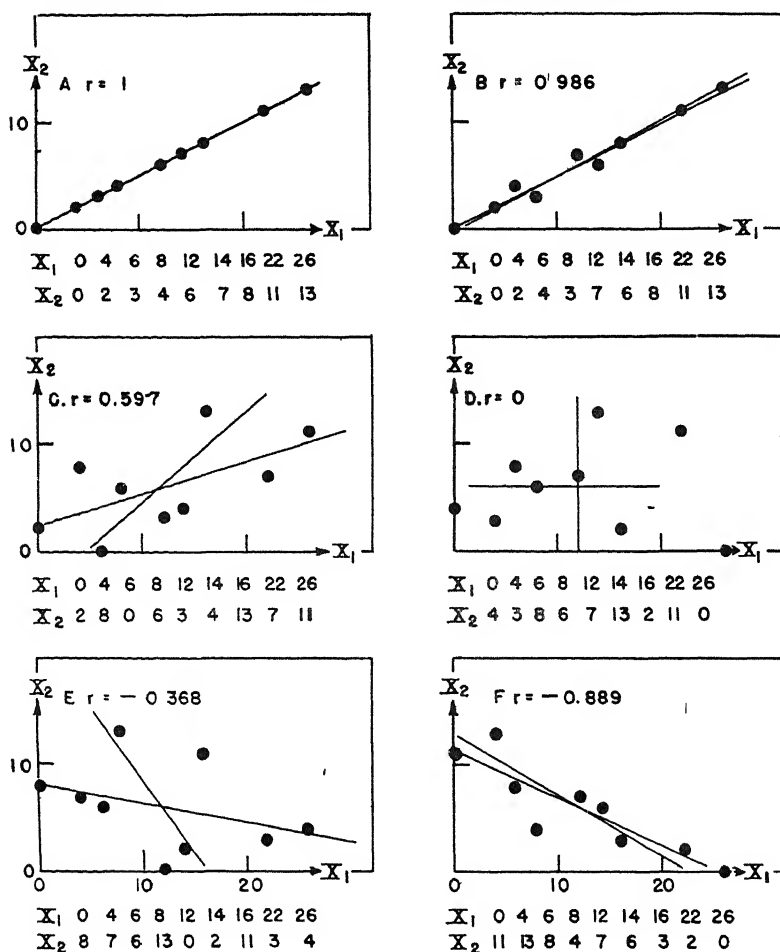 X₂
A r = 1
10
0
X₁
X₁ 0 4 6 8 12 14 16 22 26
X₂ 0 2 3 4 6 7 8 11 13
X₂
B r = 0'986
X₁
X₁ 0 4 6 8 12 14 16 22 26
X₂ 0 2 4 3 7 6 8 11 13
X₂
C. r = 0.597
10
0
X₁
X₁ 0 4 6 8 12 14 16 22 26
X₂ 2 8 0 6 3 4 13 7 11
X₂
D. r = 0
X₁
X₁ 0 4 6 8 12 14 16 22 26
X₂ 4 3 8 6 7 13 2 11 0
X₂
E r = – 0 368
10
0
0 10 20
X₁
X₁ 0 4 6 8 12 14 16 22 26
X₂ 8 7 6 13 0 2 11 3 4
X₂
F r = – 0.889
0 10 20
X₁
X₁ 0 4 6 8 12 14 16 22 26
X₂ 11 13 8 4 7 6 3 2 0